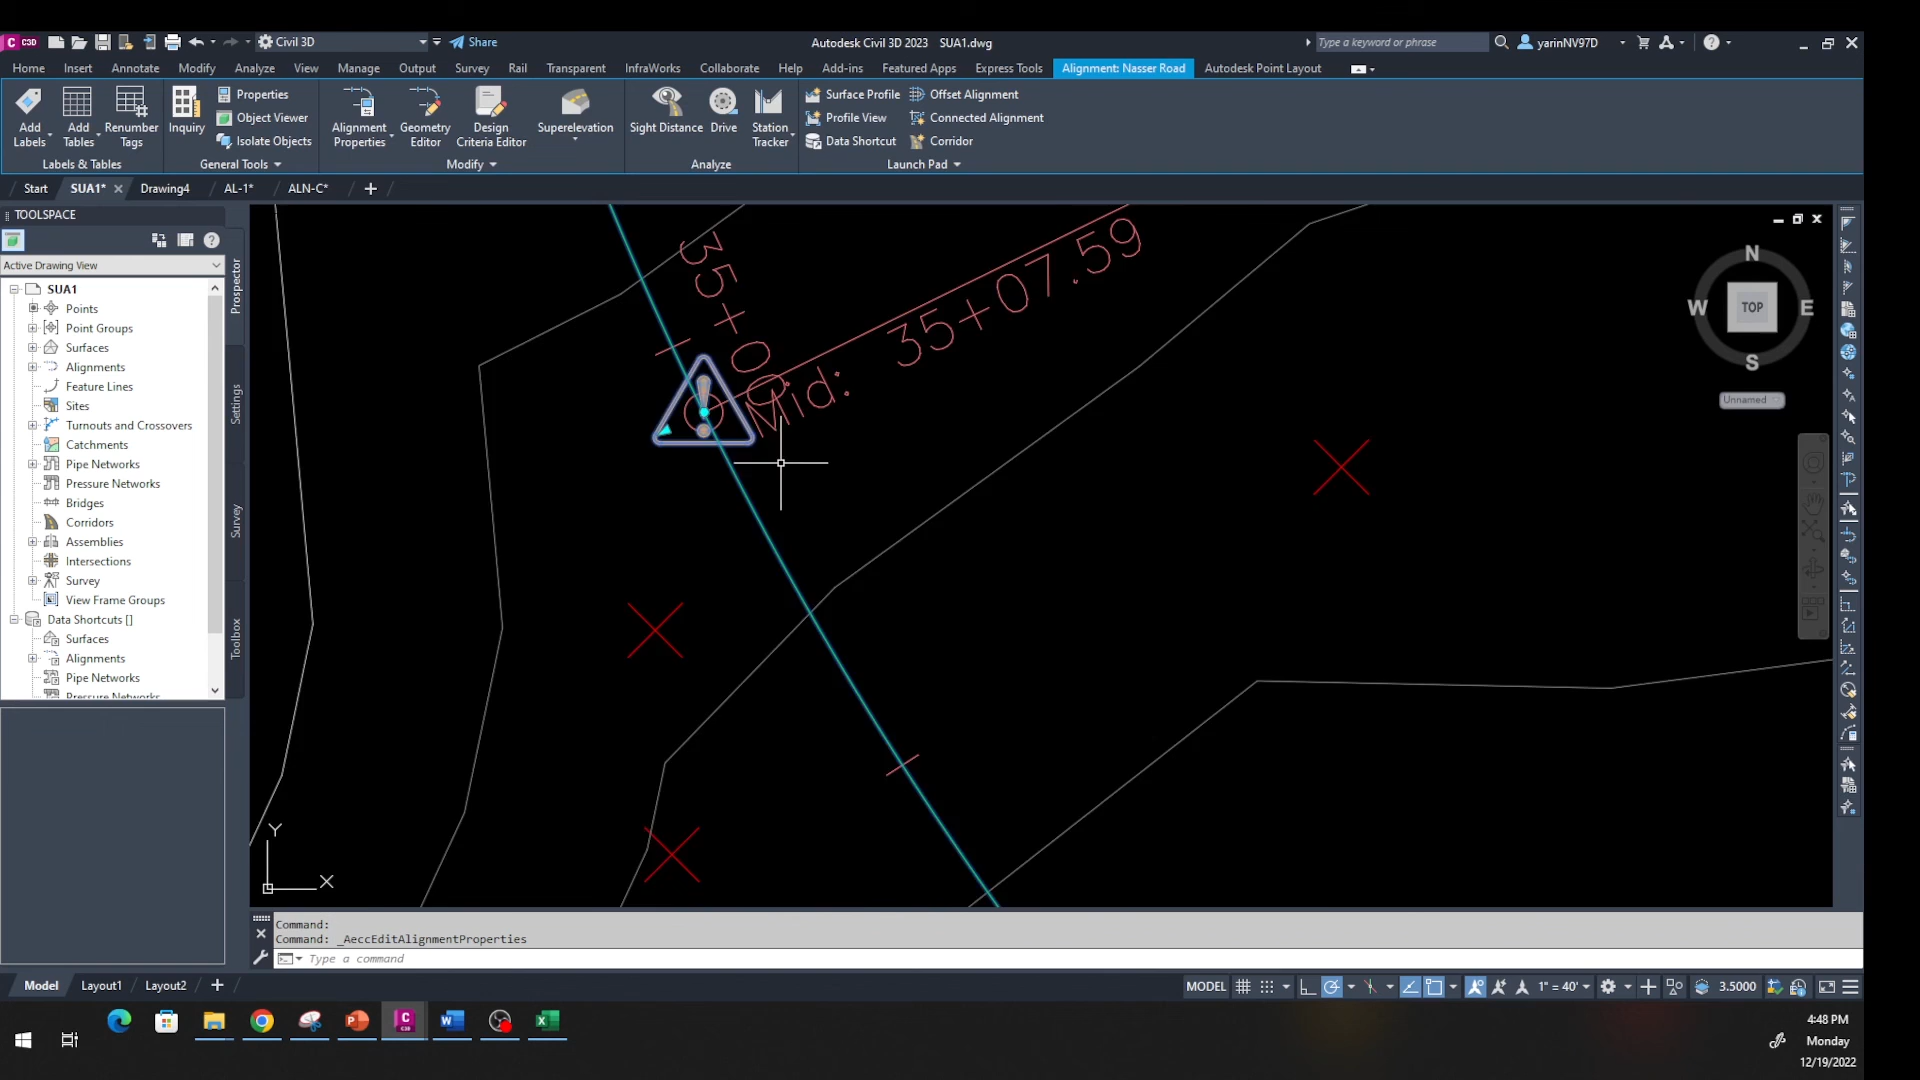 C3D
Civil 3D
Share
Autodesk Civil 3D 2023 SUA1.dwg
Type a keyword or phrase
yarinNV97D
Home Insert Annotate Modify Analyze View Manage Output Survey Rail Transparent InfraWorks Collaborate Help Add-ins Featured Apps Express Tools Alignment: Nasser Road Autodesk Point Layout
Add Labels
Add Tables
Renumber Tags
Inquiry
Properties
Object Viewer
Isolate Objects
Alignment Properties
Geometry Editor
Design Criteria Editor
Superelevation
Sight Distance
Drive
Station Tracker
Surface Profile
Profile View
Data Shortcut
Offset Alignment
Connected Alignment
Corridor
Labels & Tables
General Tools
Modify
Analyze
Launch Pad
Start SUA1* Drawing4 AL-1* ALN-C*
TOOLSPACE
Active Drawing View
SUA1
Points
Point Groups
Surfaces
Alignments
Feature Lines
Sites
Turnouts and Crossovers
Catchments
Pipe Networks
Pressure Networks
Bridges
Corridors
Assemblies
Intersections
Survey
View Frame Groups
Data Shortcuts []
Surfaces
Alignments
Pipe Networks
Pressure Networks
Prospector
Settings
Survey
Toolbox
35+00
Mid: 35+07.59
N
W TOP E
S
Unnamed
Y
X
Command:
Command: _AeccEditAlignmentProperties
Type a command
Model Layout1 Layout2
MODEL
1" = 40'
3.5000
4:48 PM
Monday
12/19/2022